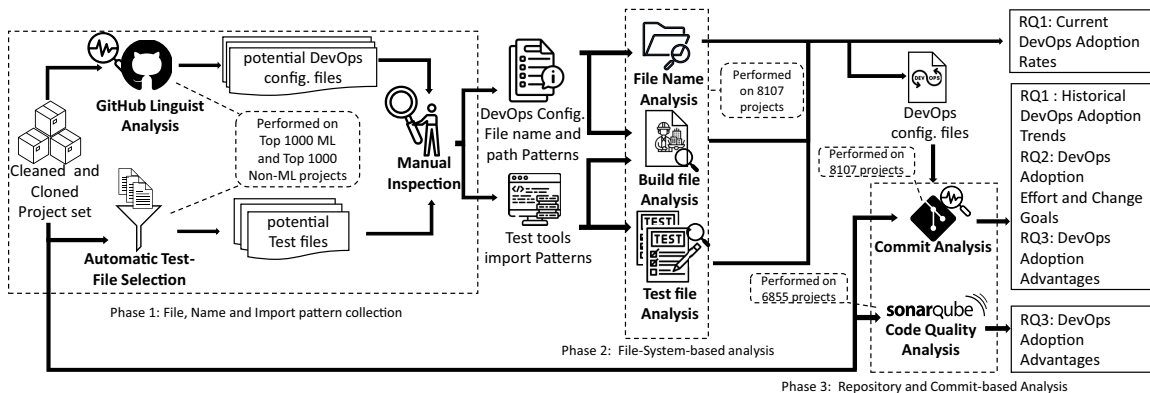 GitHub Linguist
Analysis
potential DevOps
config. files
Cleaned and
Cloned
Project set
Performed on
Top 1000 ML
and Top 1000
Non-ML projects
Automatic Test-
File Selection
potential
Test files
Manual
Inspection
Phase 1: File, Name and Import pattern collection
DevOps Config.
File name and
path Patterns
Test tools
import Patterns
File Name
Analysis
Performed
on 8107
projects
Build file
Analysis
TEST
TEST
Test file
Analysis
Phase 2: File-System-based analysis
DEV OPS
DevOps
config. files
Performed on
8107 projects
Commit Analysis
Performed on
6855 projects
sonarqube
Code Quality
Analysis
Phase 3: Repository and Commit-based Analysis
RQ1: Current
DevOps Adoption
Rates
RQ1 : Historical
DevOps Adoption
Trends
RQ2: DevOps
Adoption
Effort and Change
Goals
RQ3: DevOps
Adoption
Advantages
RQ3: DevOps
Adoption
Advantages